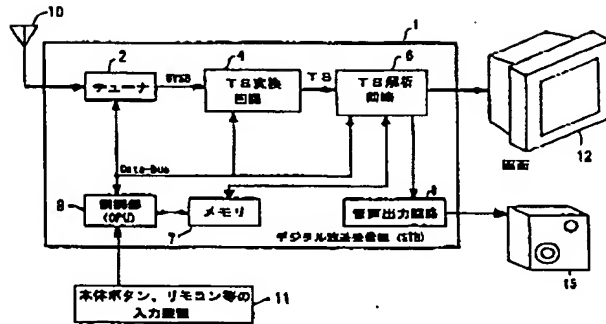 10
1
2
4
6
チューナ
TS変換
回路
TS
TS解析
回路
12
画面
Data-Bus
制御部
(CPU)
メモリ
7
音声出力回路
デジタル放送受信機 (STB)
15
本体ボタン、リモコン等の
入力装置
11